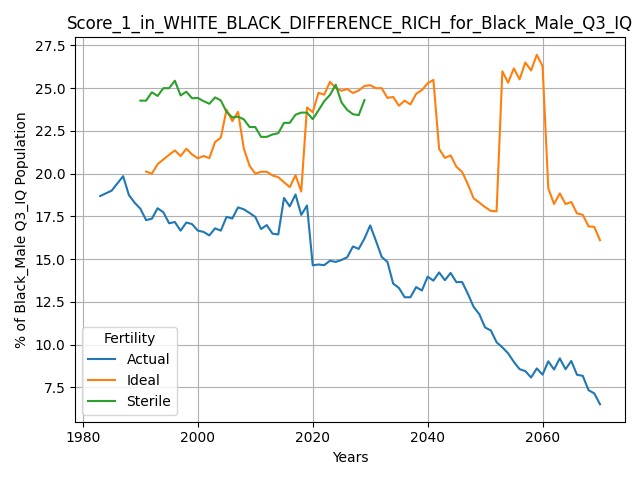 Score_1_in_WHITE_BLACK_DIFFERENCE_RICH_for_Black_Male_Q3_IQ
% of Black_Male Q3_IQ Population
27.5
25.0
22.5
20.0
17.5
15.0
12.5
10.0
7.5
Fertility
Actual
Ideal
Sterile
1980
2000
2020
2040
2060
Years